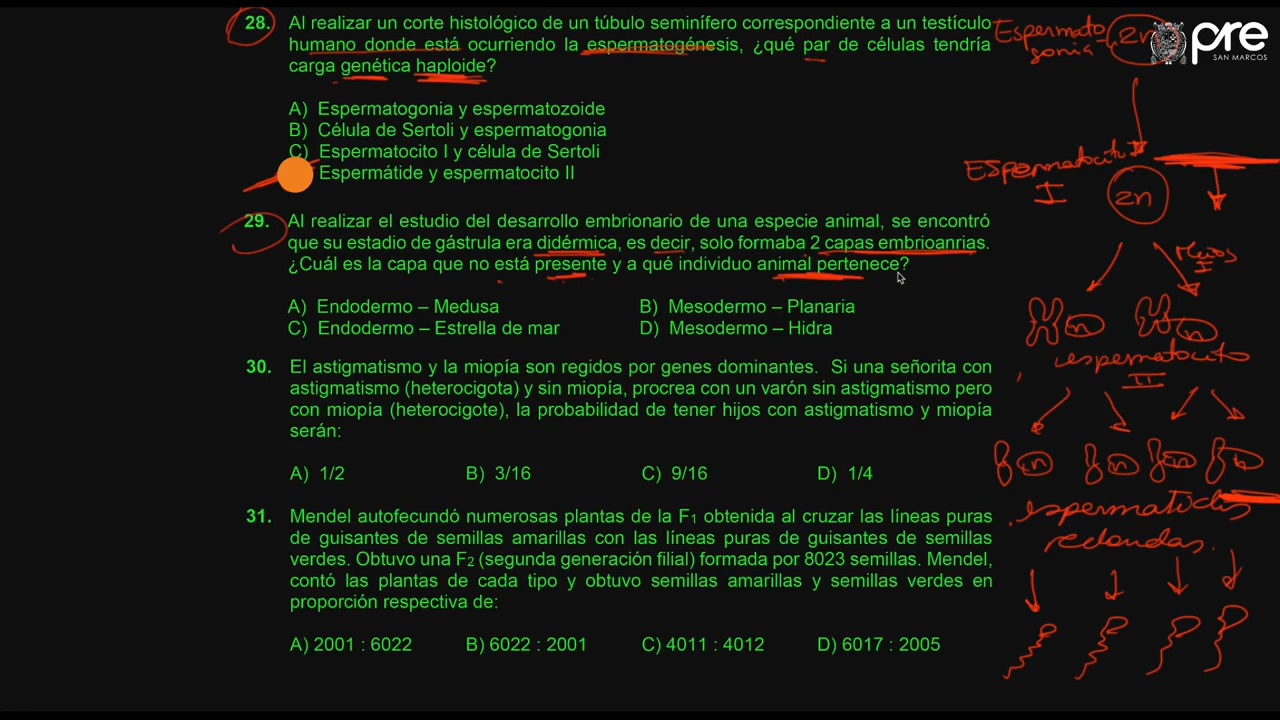 28. Al realizar un corte histológico de un túbulo seminífero correspondiente a un testículo
humano donde está ocurriendo la espermatogénesis, ¿qué par de células tendría
carga genética haploide?
A) Espermatogonia y espermatozoide
B) Célula de Sertoli y espermatogonia
C) Espermatocito I y célula de Sertoli
Espermátide y espermatocito II
29. Al realizar el estudio del desarrollo embrionario de una especie animal, se encontró
que su estadio de gástrula era didérmica, es decir, solo formaba 2 capas embrioanrias.
¿Cuál es la capa que no está presente y a qué individuo animal pertenece?
A) Endodermo – Medusa B) Mesodermo – Planaria
C) Endodermo – Estrella de mar D) Mesodermo – Hidra
30. El astigmatismo y la miopía son regidos por genes dominantes. Si una señorita con
astigmatismo (heterocigota) y sin miopía, procrea con un varón sin astigmatismo pero
con miopía (heterocigote), la probabilidad de tener hijos con astigmatismo y miopía
serán:
A) 1/2 B) 3/16 C) 9/16 D) 1/4
31. Mendel autofecundó numerosas plantas de la F1 obtenida al cruzar las líneas puras
de guisantes de semillas amarillas con las líneas puras de guisantes de semillas
verdes. Obtuvo una F2 (segunda generación filial) formada por 8023 semillas. Mendel,
contó las plantas de cada tipo y obtuvo semillas amarillas y semillas verdes en
proporción respectiva de:
A) 2001 : 6022 B) 6022 : 2001 C) 4011 : 4012 D) 6017 : 2005
pre
SAN MARCOS
Espermato
gonia 2n
Espermatocito
I
2n
I
n n
espermatocito
II
n n n n
redondas.